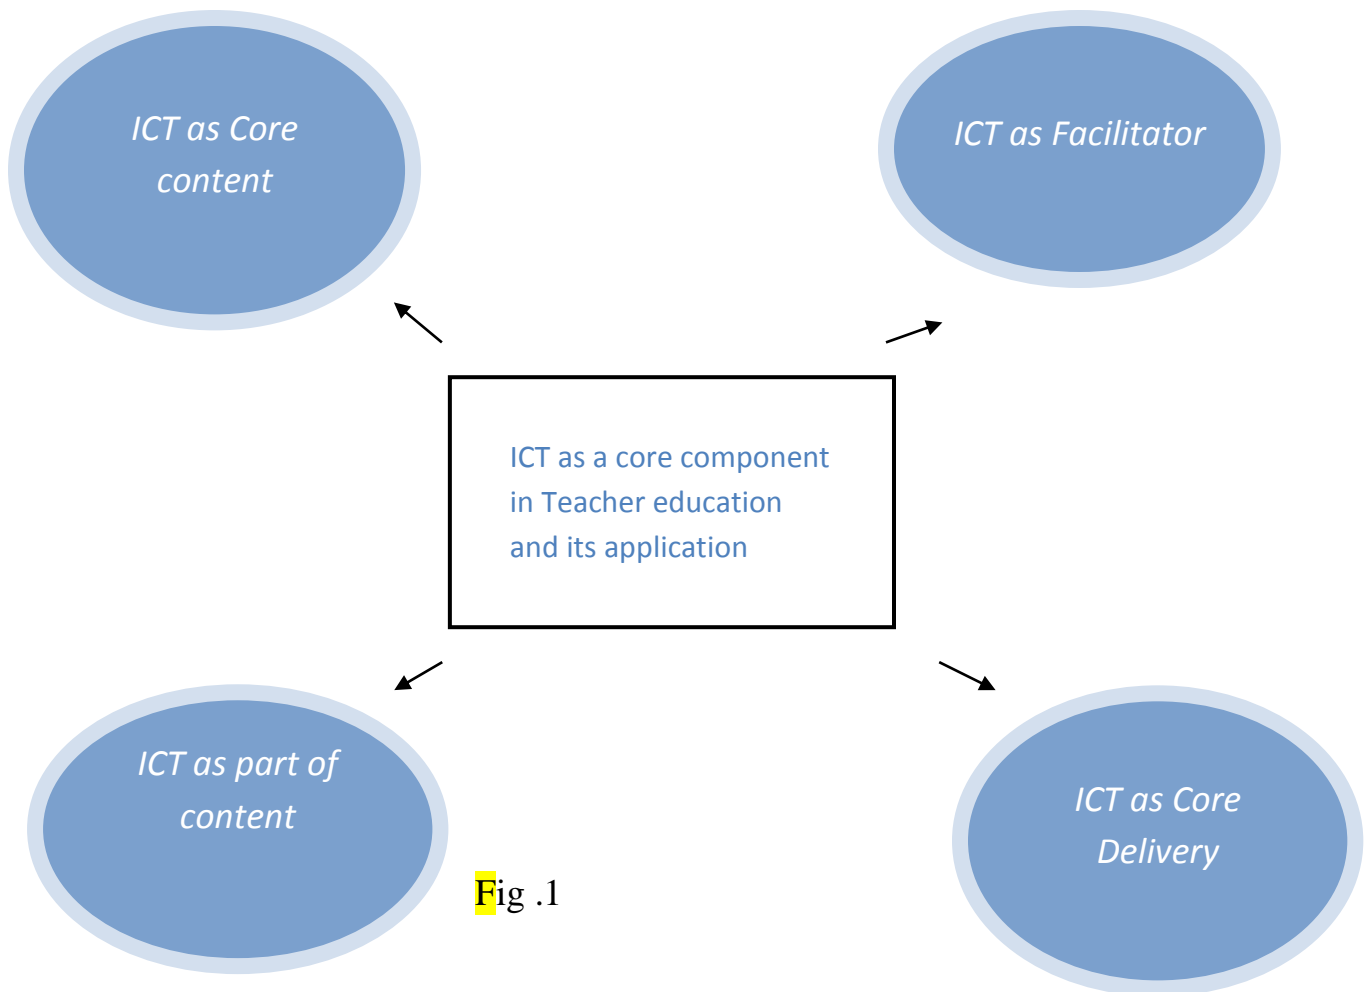 ICT as Core
content
ICT as Facilitator
ICT as a core component
in Teacher education
and its application
ICT as part of
content
ICT as Core
Delivery
Fig .1